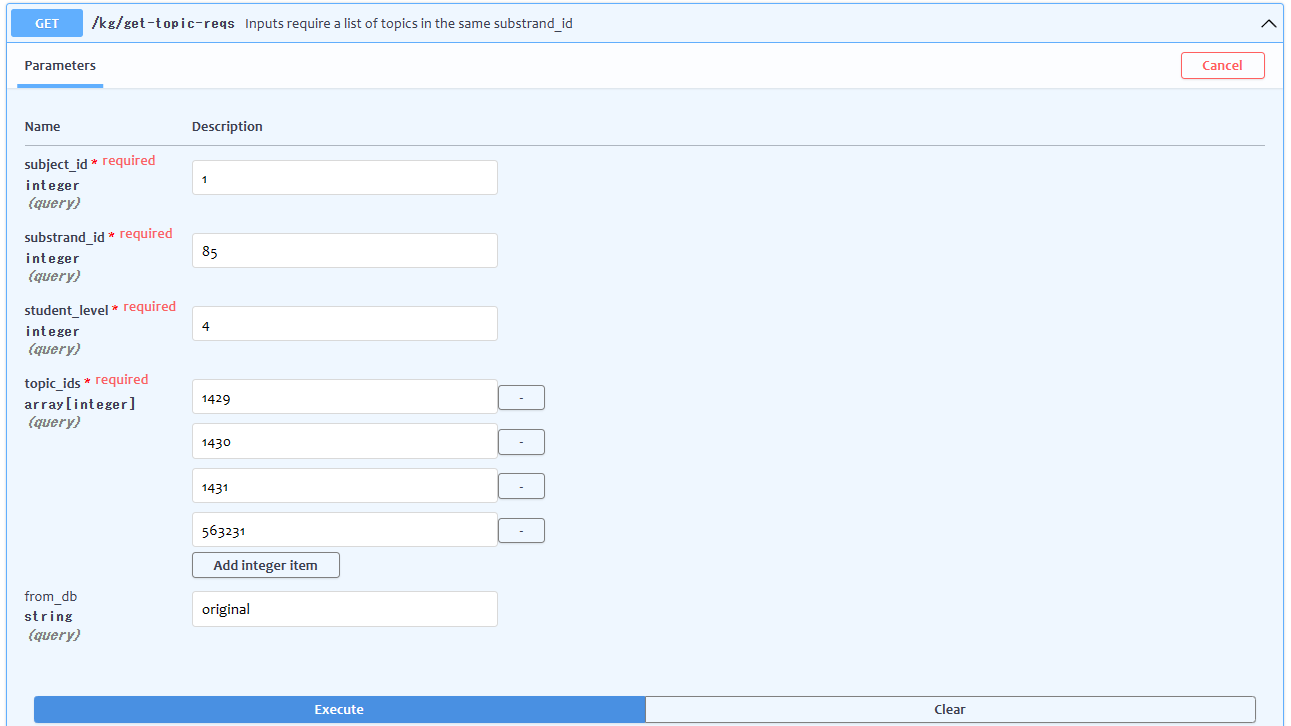 GET /kg/get-topic-reqs Inputs require a list of topics in the same substrand_id
Parameters Cancel
Name Description
subject_id * required
integer
(query)
1
substrand_id * required
integer
(query)
85
student_level * required
integer
(query)
4
topic_ids * required
array[integer]
(query)
1429 -
1430 -
1431 -
563231 -
Add integer item
from_db
string
(query)
original
Execute Clear